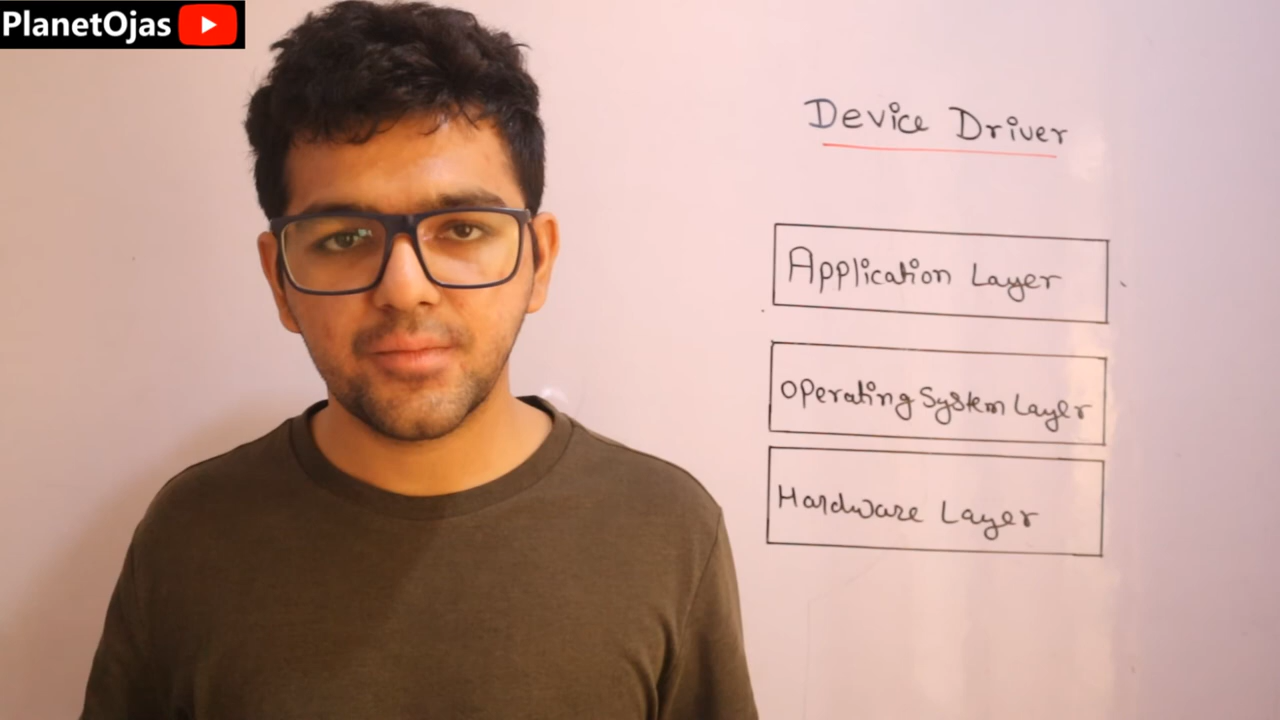 PlanetOjas
Device Driver
Application Layer
Operating System Layer
Hardware Layer